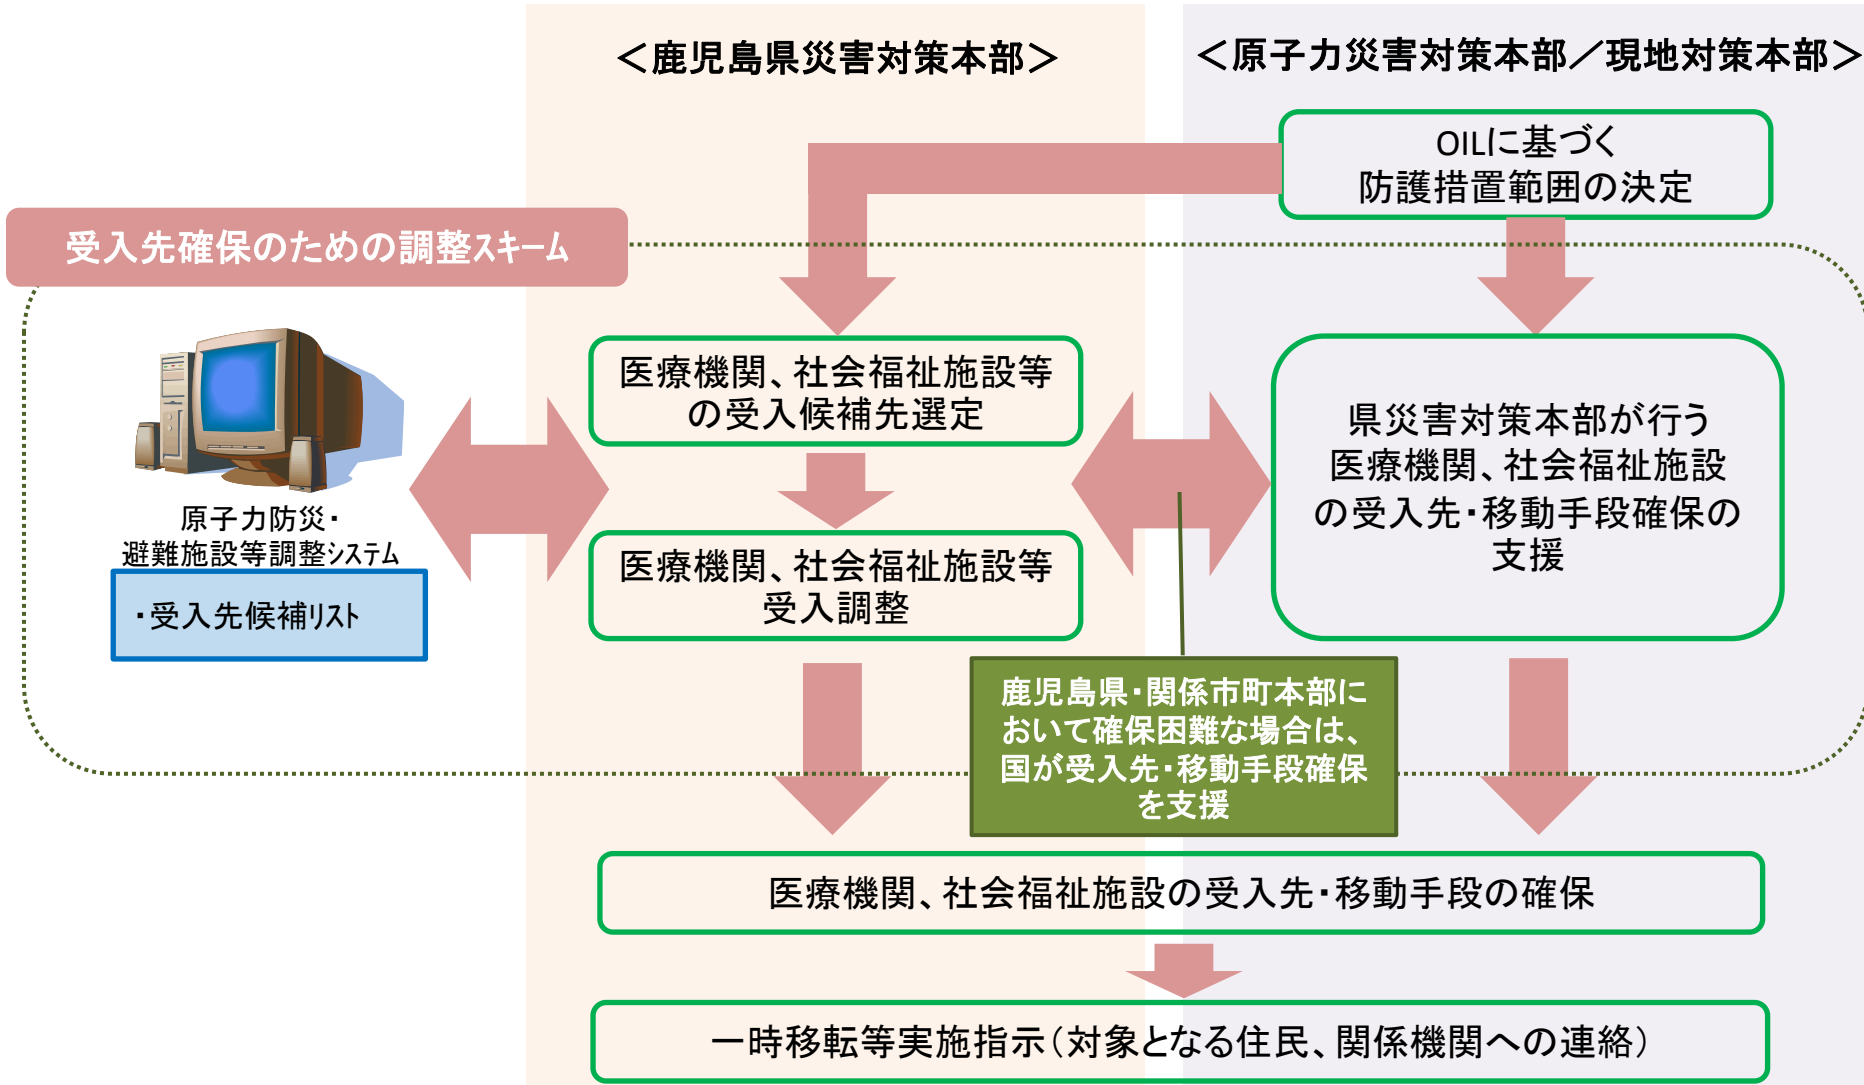 ＜鹿児島県災害対策本部＞
＜原子力災害対策本部／現地対策本部＞
OILに基づく
防護措置範囲の決定
受入先確保のための調整スキーム
医療機関、社会福祉施設等
の受入候補先選定
県災害対策本部が行う
医療機関、社会福祉施設
の受入先・移動手段確保の
支援
原子力防災・
避難施設等調整システム
・受入先候補リスト
医療機関、社会福祉施設等
受入調整
鹿児島県・関係市町本部に
おいて確保困難な場合は、
国が受入先・移動手段確保
を支援
医療機関、社会福祉施設の受入先・移動手段の確保
一時移転等実施指示（対象となる住民、関係機関への連絡）